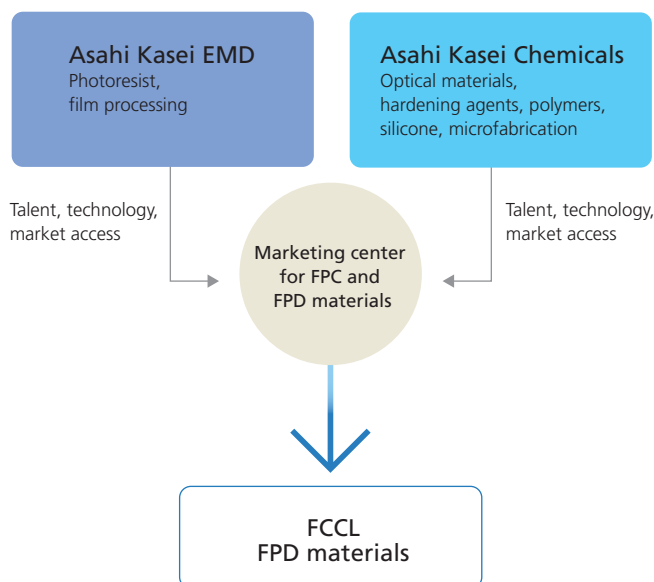 Asahi Kasei EMD
Photoresist,
film processing
Asahi Kasei Chemicals
Optical materials,
hardening agents, polymers,
silicone, microfabrication
Talent, technology,
market access
Talent, technology,
market access
Marketing center
for FPC and
FPD materials
FCCL
FPD materials